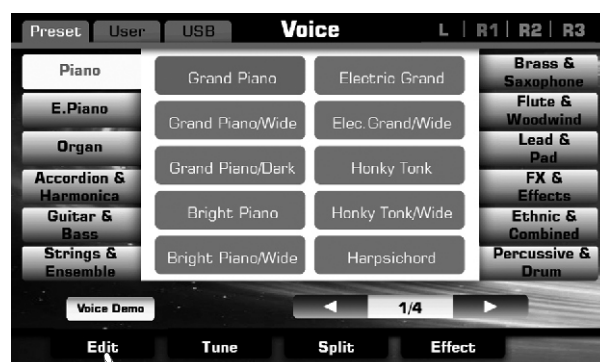 Preset User USB Voice L R1 R2 R3
Piano
E.Piano
Organ
Accordion &
Harmonica
Guitar &
Bass
Strings &
Ensemble
Grand Piano Electric Grand
Grand Piano/Wide Elec.Grand/Wide
Grand Piano/Dark Honky Tonk
Bright Piano Honky Tonk/Wide
Bright Piano/Wide Harpsichord
Brass &
Saxophone
Flute &
Woodwind
Lead &
Pad
FX &
Effects
Ethnic &
Combined
Percussive &
Drum
Voice Demo 1/4
Edit Tune Split Effect